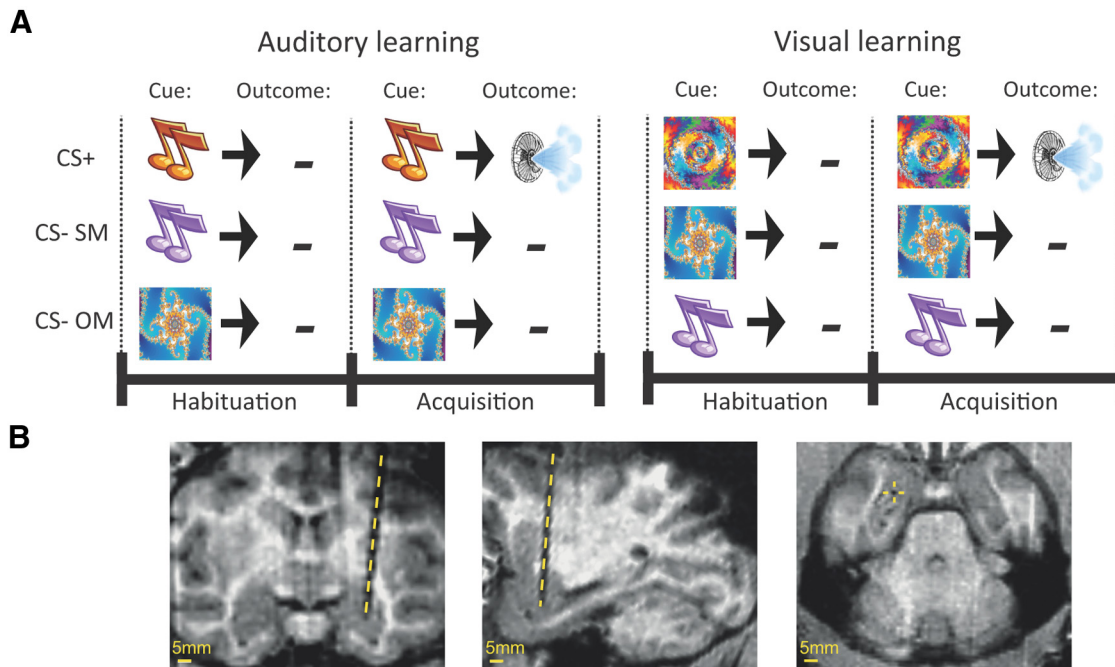 A
Auditory learning
Visual learning
Cue: Outcome: Cue: Outcome:
Cue: Outcome: Cue: Outcome:
CS+
CS- SM
CS- OM
Habituation Acquisition
Habituation Acquisition
B
5mm
5mm
5mm